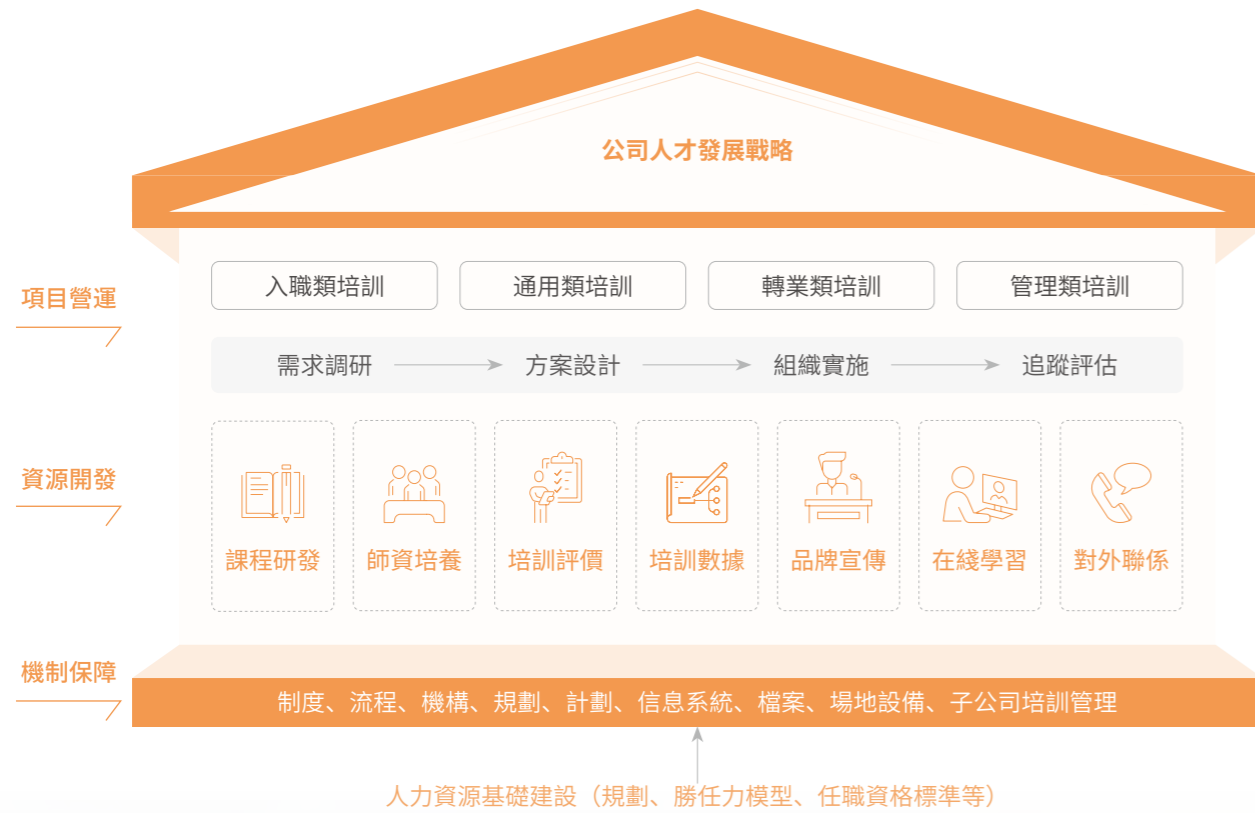 公司人才發展戰略
項目營運
入職類培訓 通用類培訓 轉業類培訓 管理類培訓
需求調研 方案設計 組織實施 追蹤評估
資源開發
課程研發 師資培養 培訓評價 培訓數據 品牌宣傳 在綫學習 對外聯係
機制保障
制度、流程、機構、規劃、計劃、信息系統、檔案、場地設備、子公司培訓管理
人力資源基礎建設（規劃、勝任力模型、任職資格標準等）